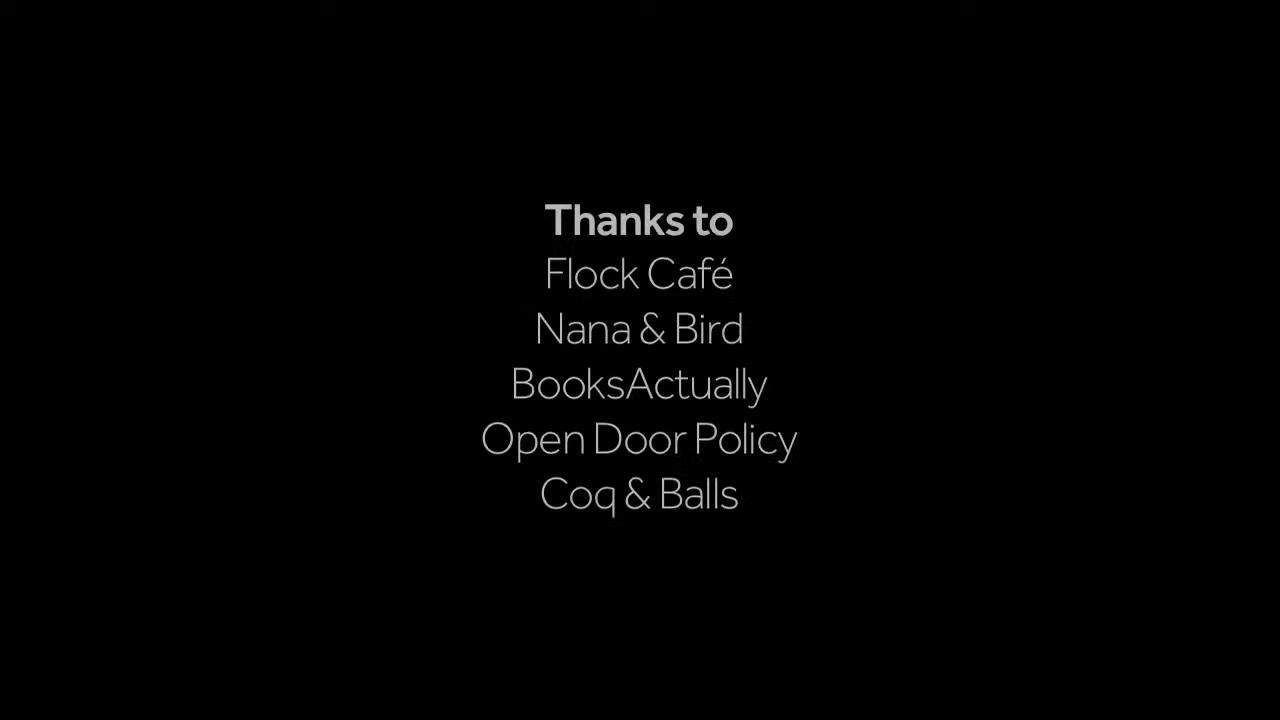 Thanks to
Flock Café
Nana & Bird
BooksActually
Open Door Policy
Coq & Balls